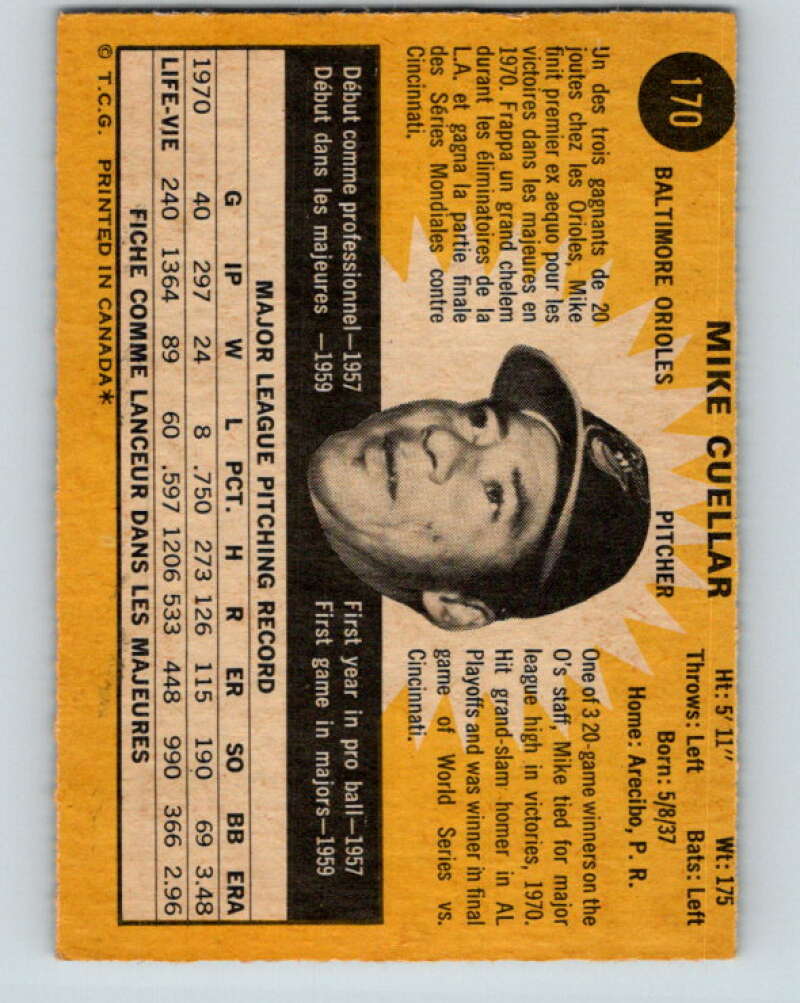 170
MIKE CUELLAR
BALTIMORE ORIOLES PITCHER
Ht: 5'11" Wt: 175
Throws: Left Bats: Left
Born: 5/8/37
Home: Arecibo, P. R.
Un des trois gagnants de 20
joutes chez les Orioles, Mike
finit premier ex aequo pour les
victoires dans les majeures en
1970. Frappa un grand chelem
durant les éliminatoires de la
L.A. et gagna la partie finale
des Séries Mondiales contre
Cincinnati.
One of 3 20-game winners on the
O's staff, Mike tied for major
league high in victories, 1970.
Hit grand-slam homer in AL
Playoffs and was winner in final
game of World Series vs.
Cincinnati.
Début comme professionnel—1957
Début dans les majeures —1959
First year in pro ball—1957
First game in majors—1959
MAJOR LEAGUE PITCHING RECORD
G IP W L PCT. H R ER SO BB ERA
1970 40 297 24 8 .750 273 126 115 190 69 3.48
LIFE-VIE 240 1364 89 60 .597 1206 533 448 990 366 2.96
FICHE COMME LANCEUR DANS LES MAJEURES
© T.C.G. PRINTED IN CANADA*